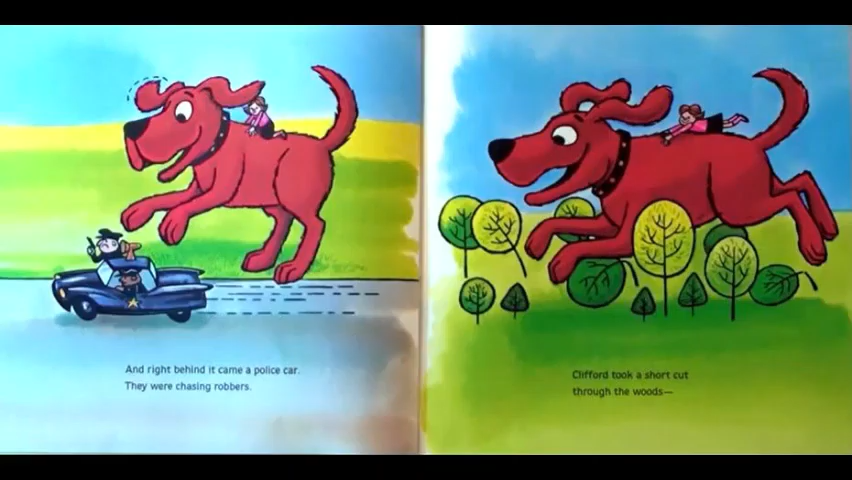 And right behind it came a police car.
They were chasing robbers.
Clifford took a short cut
through the woods—